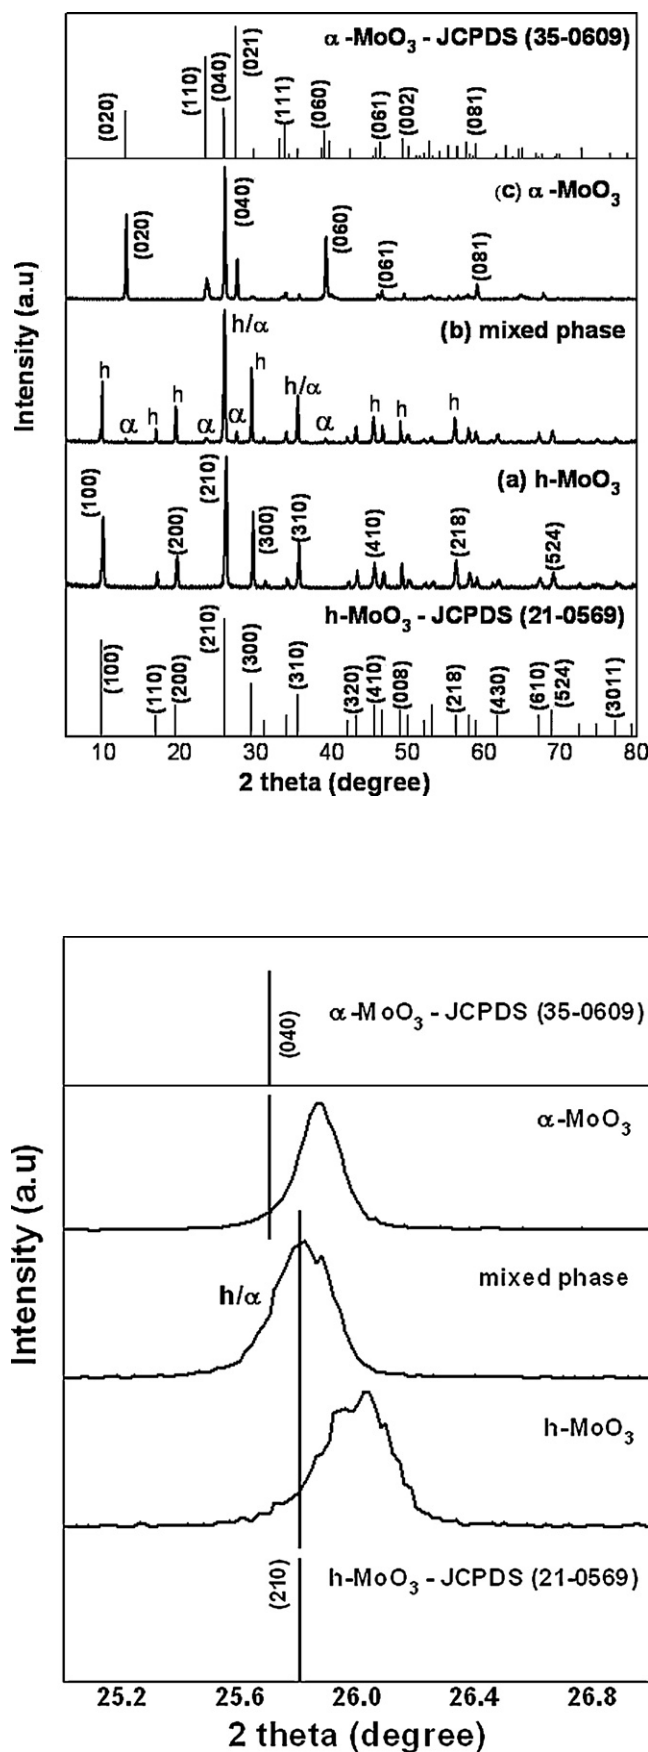 α -MoO3 - JCPDS (35-0609)
(020)
(110)
(040)
(021)
(111)
(060)
(061)
(002)
(081)
(c) α -MoO3
(020)
(040)
(060)
(061)
(081)
(b) mixed phase
h
α
h
h
α
h/α
α
h
h/α
α
h
h
h
(a) h-MoO3
(100)
(200)
(210)
(300)
(310)
(410)
(218)
(524)
h-MoO3 - JCPDS (21-0569)
(100)
(110)
(200)
(210)
(300)
(310)
(320)
(410)
(008)
(218)
(430)
(610)
(524)
(3011)
Intensity (a.u)
10 20 30 40 50 60 70 80
2 theta (degree)
α -MoO3 - JCPDS (35-0609)
(040)
α-MoO3
mixed phase
h/α
h-MoO3
h-MoO3 - JCPDS (21-0569)
(210)
Intensity (a.u)
25.2 25.6 26.0 26.4 26.8
2 theta (degree)